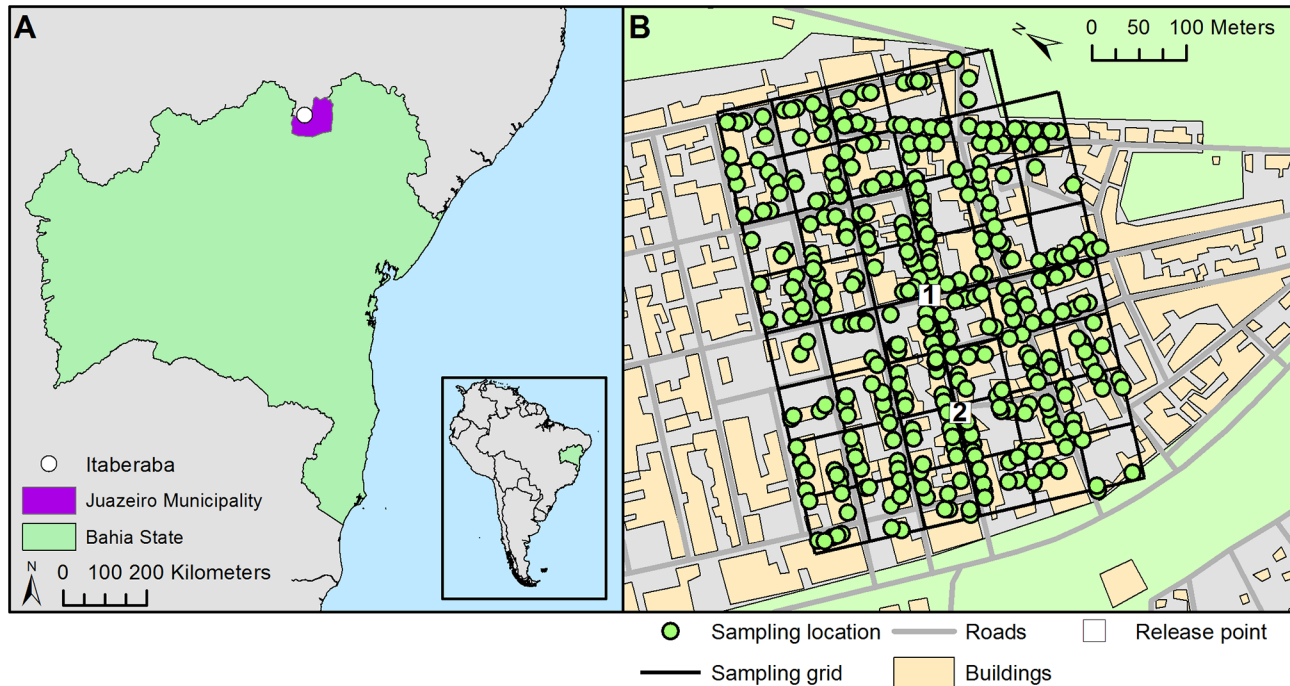 A
Itaberaba
Juazeiro Municipality
Bahia State
N
0 100 200 Kilometers
B
N
0 50 100 Meters
1
2
Sampling location
Roads
Release point
Sampling grid
Buildings